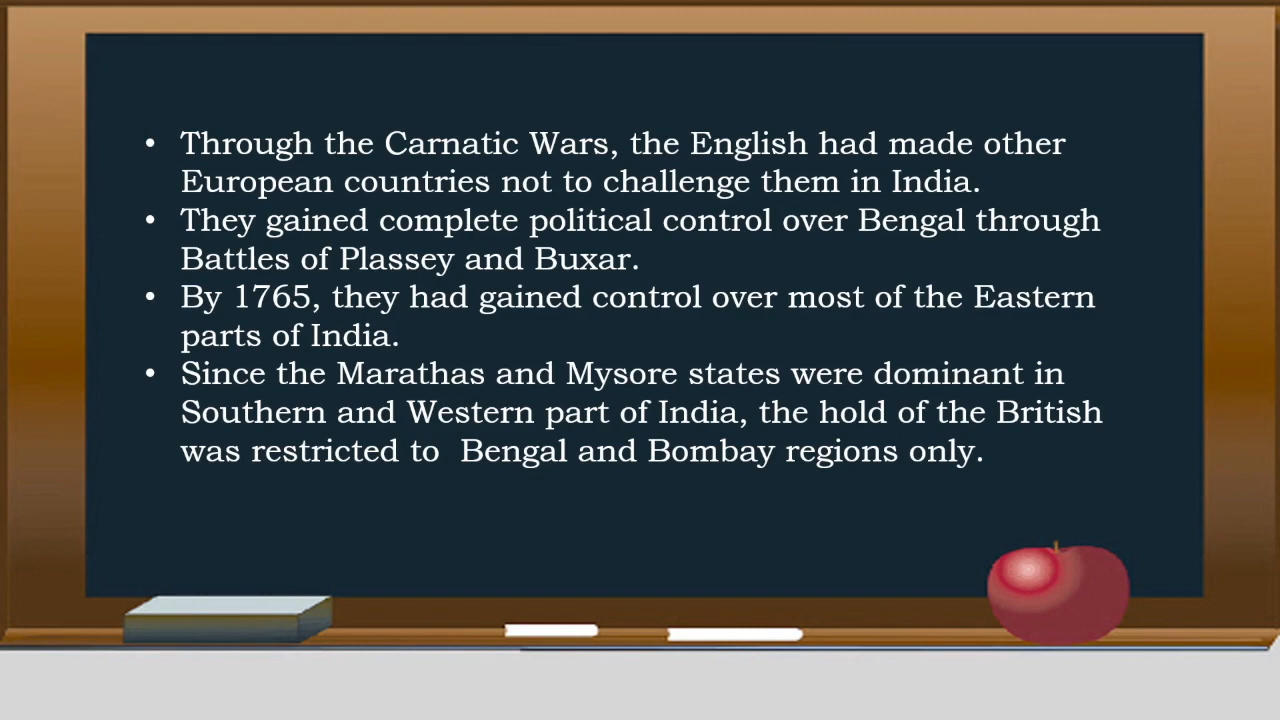 • Through the Carnatic Wars, the English had made other
European countries not to challenge them in India.
• They gained complete political control over Bengal through
Battles of Plassey and Buxar.
• By 1765, they had gained control over most of the Eastern
parts of India.
• Since the Marathas and Mysore states were dominant in
Southern and Western part of India, the hold of the British
was restricted to  Bengal and Bombay regions only.